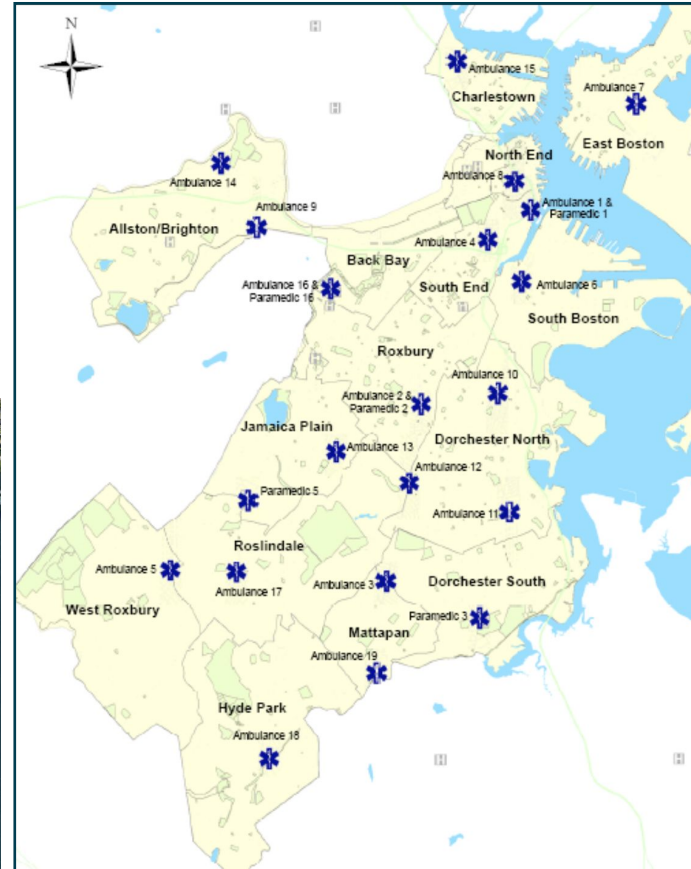 N
Ambulance 15
Charlestown
Ambulance 7
East Boston
North End
Ambulance 8
Ambulance 14
Ambulance 9
Ambulance 1 &
Paramedic 1
Allston/Brighton
Ambulance 4
Back Bay
Ambulance 16 &
Paramedic 16
South End
Ambulance 6
South Boston
Roxbury
Ambulance 10
Ambulance 2 &
Paramedic 2
Jamaica Plain
Dorchester North
Ambulance 13
Ambulance 12
Paramedic 5
Ambulance 11
Roslindale
Ambulance 5
Ambulance 17
Ambulance 3
Dorchester South
West Roxbury
Paramedic 3
Mattapan
Ambulance 19
Hyde Park
Ambulance 18